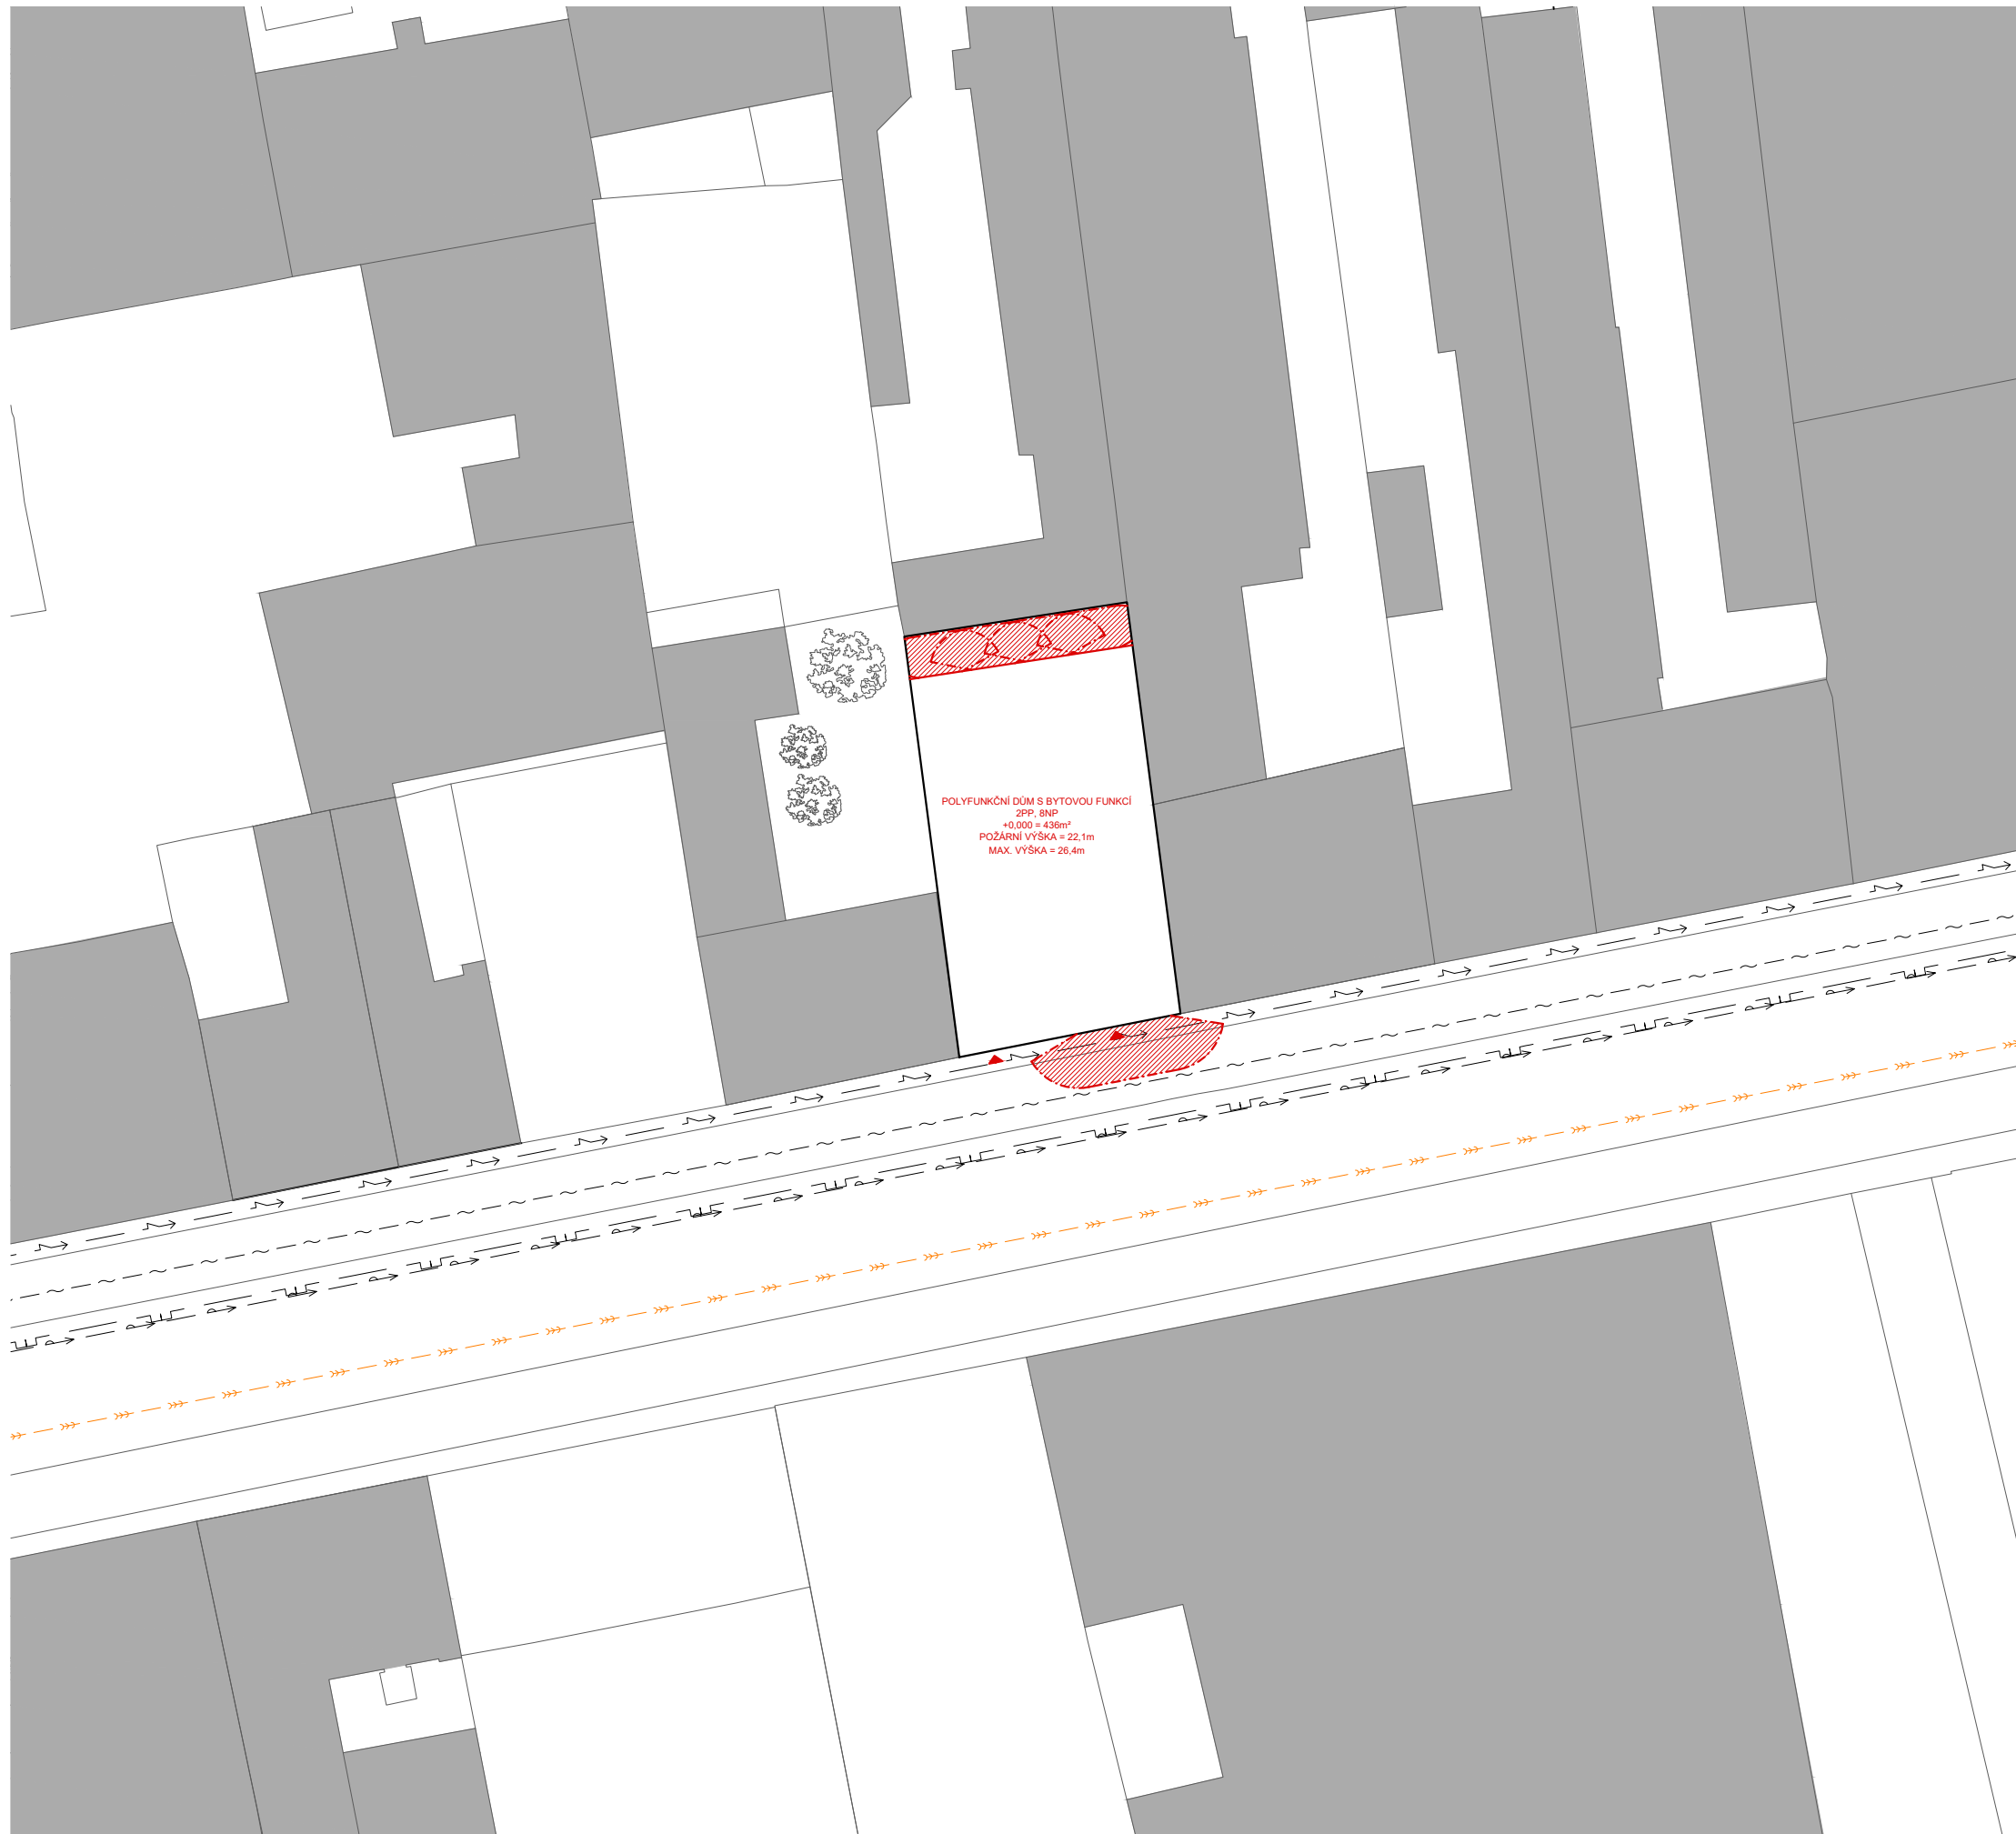 POLYFUNKČNÍ DŮM S BYTOVOU FUNKCÍ
2PP, 8NP
+0,000 = 436m²
POŽÁRNÍ VÝŠKA = 22,1m
MAX. VÝŠKA = 26,4m